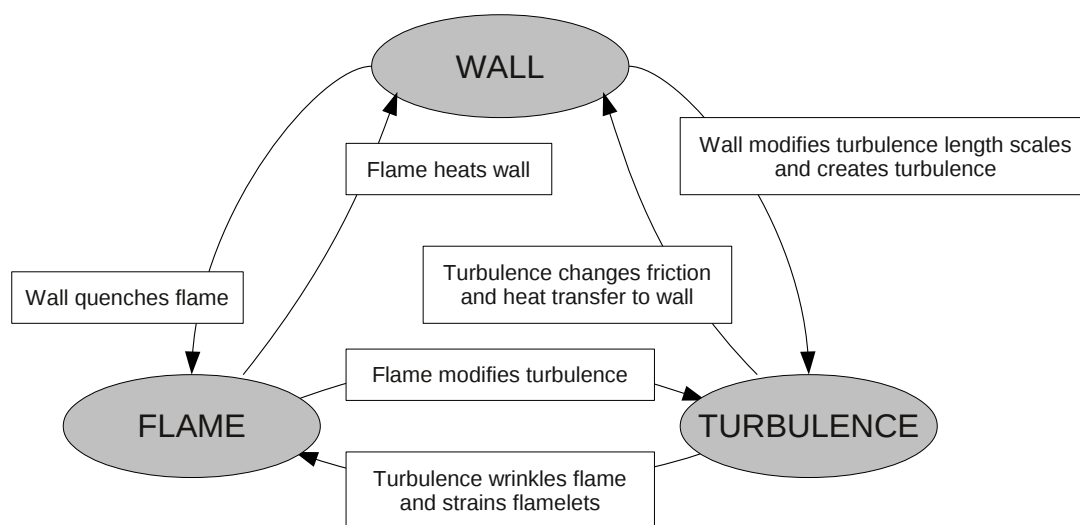 WALL
Wall modifies turbulence length scales
and creates turbulence
Flame heats wall
Turbulence changes friction
and heat transfer to wall
Wall quenches flame
Flame modifies turbulence
FLAME
TURBULENCE
Turbulence wrinkles flame
and strains flamelets